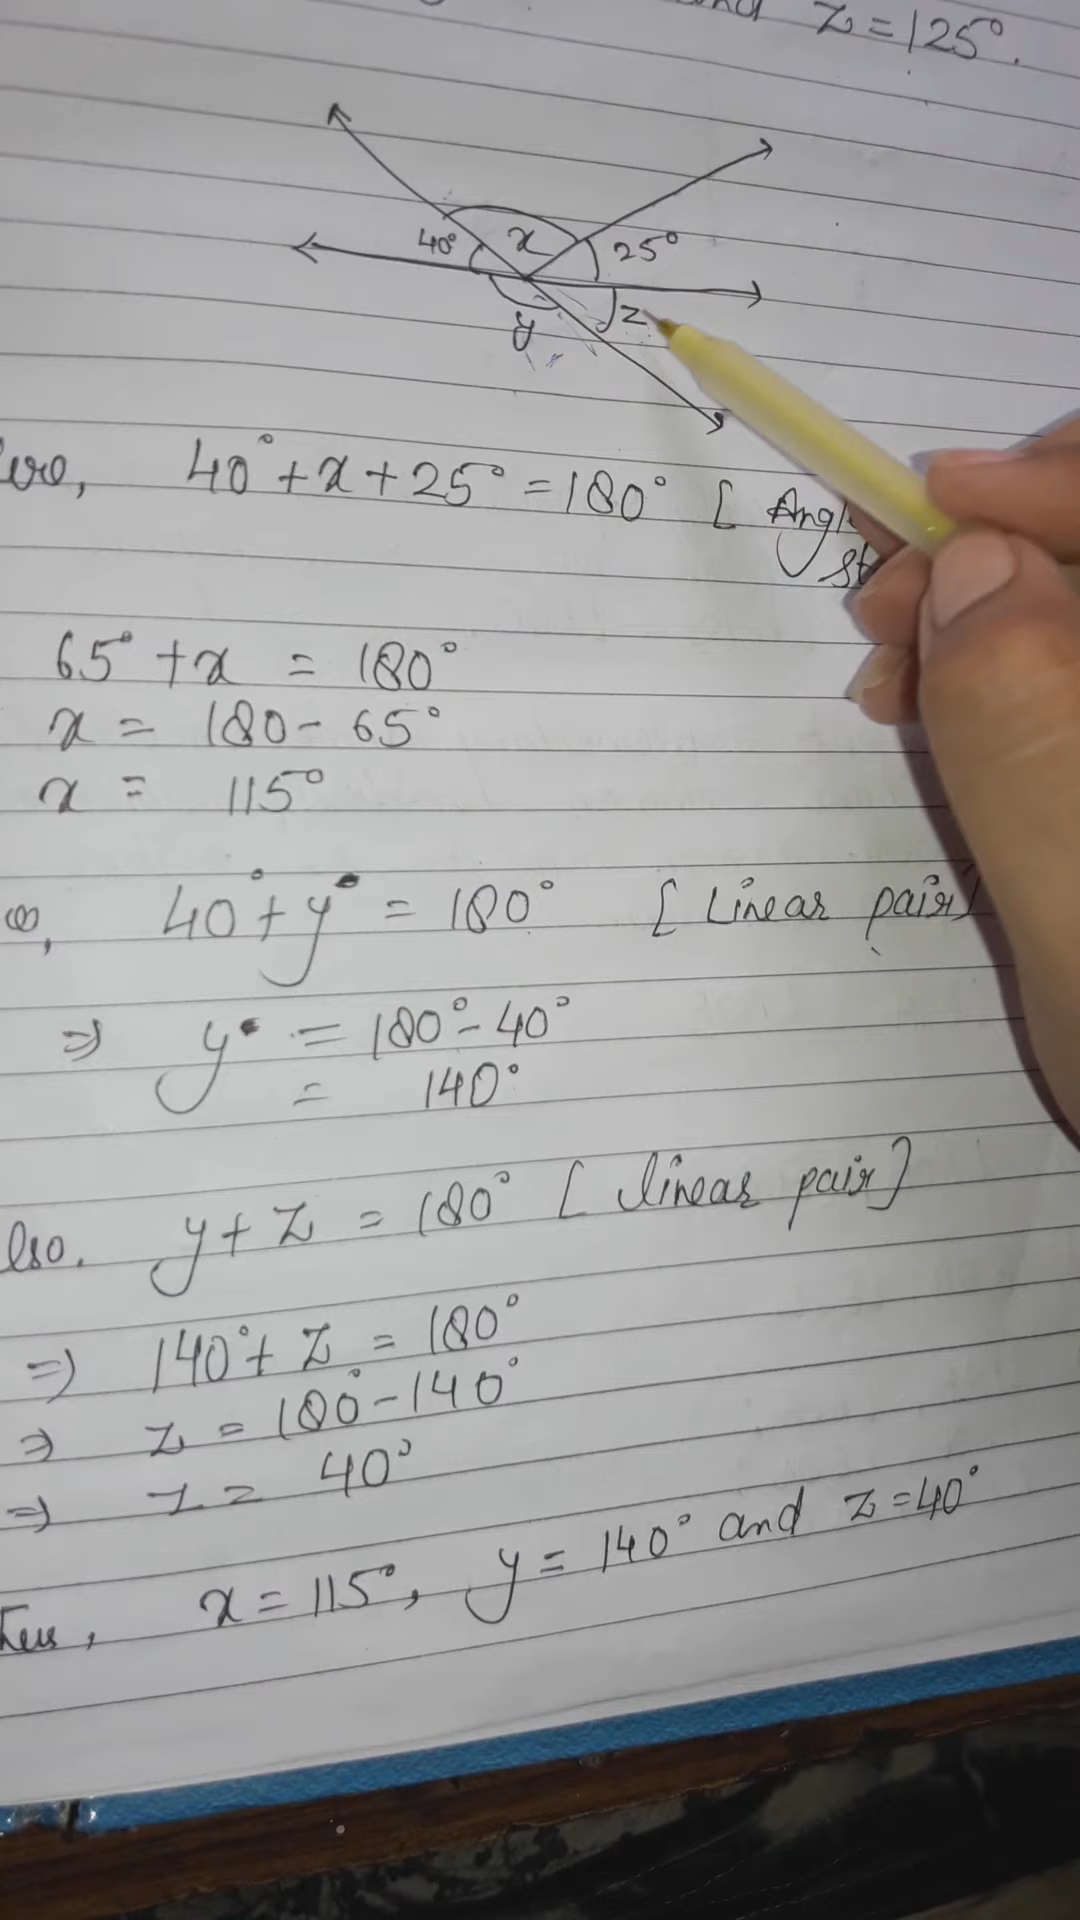 and z = 125°.
40° x 25°
y z
40° + x + 25° = 180° [
65° + x = 180°
x = 180 - 65°
x = 115°
40° + y = 180° [ Linear pair ]
⇒ y = 180° - 40°
= 140°
y + z = 180° [ linear pair ]
⇒ 140° + z = 180°
⇒ z = 180° - 140°
⇒ z = 40°
x = 115°, y = 140° and z = 40°